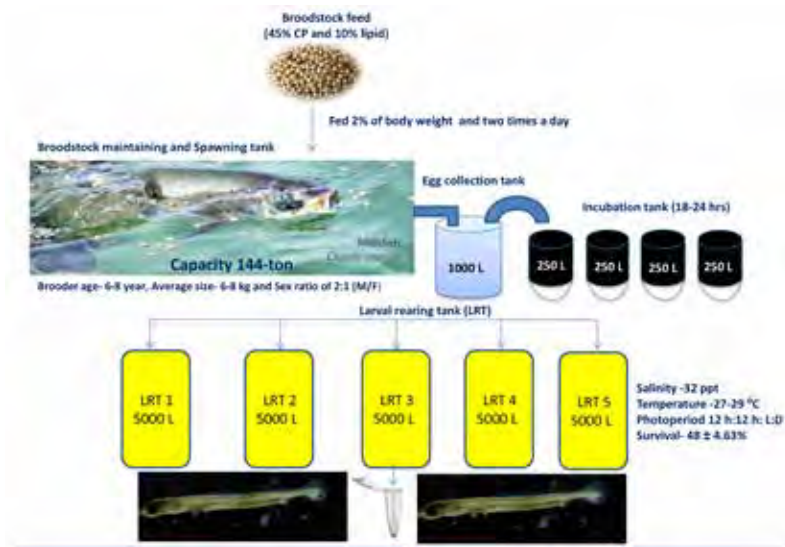 Broodstock feed
(45% CP and 10% lipid)
Fed 2% of body weight and two times a day
Broodstock maintaining and Spawning tank
Egg collection tank
Incubation tank (18-24 hrs)
Milkfish
Capacity 144-ton
1000 L
250 L
250 L
250 L
250 L
Brooder age- 6-8 year, Average size- 6-8 kg and Sex ratio of 2:1 (M/F)
Larval rearing tank (LRT)
LRT 1
5000 L
LRT 2
5000 L
LRT 3
5000 L
LRT 4
5000 L
LRT 5
5000 L
Salinity -32 ppt
Temperature -27-29 ⁰C
Photoperiod 12 h:12 h: L:D
Survival- 48 ± 4.63%